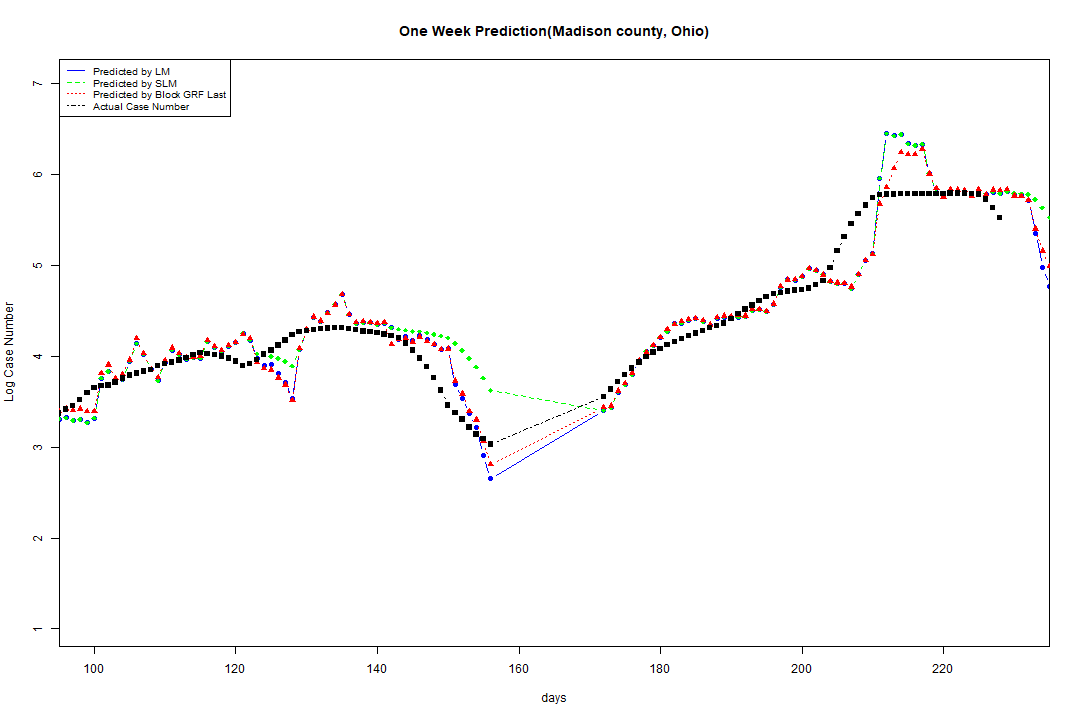 One Week Prediction(Madison county, Ohio)
Predicted by LM
Predicted by SLM
Predicted by Block GRF Last
Actual Case Number
7
6
5
4
3
2
1
Log Case Number
100 120 140 160 180 200 220
days